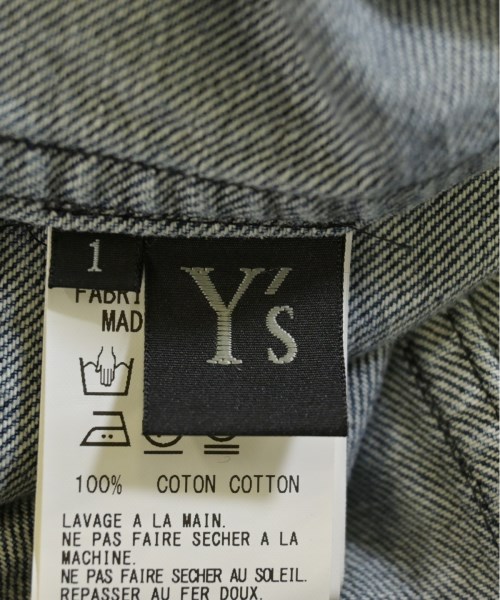 1
Y's
MAD
100% COTON COTTON
LAVAGE A LA MAIN.
NE PAS FAIRE SECHER A LA
MACHINE.
NE PAS FAIRE SECHER AU SOLEIL.
REPASSER AU FER DOUX.